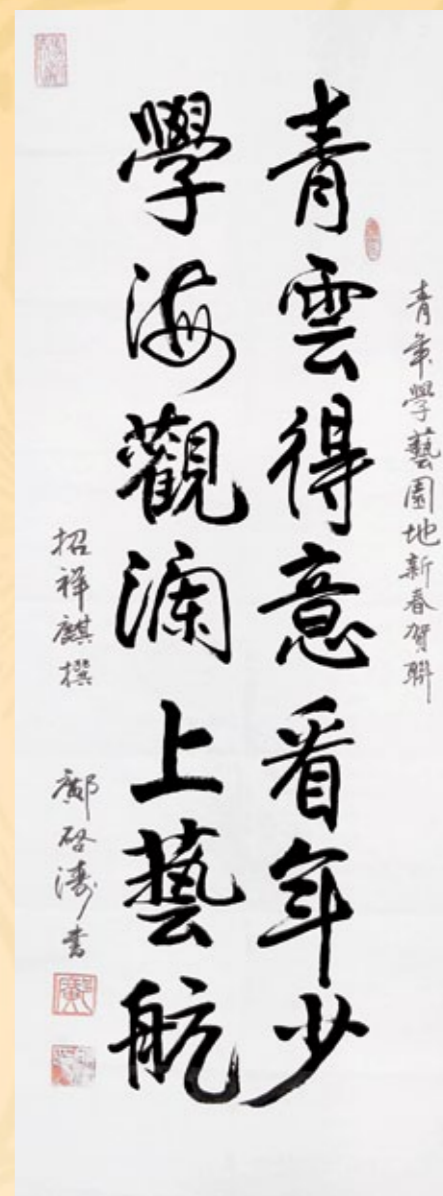 青年學藝園地新春賀聯
青雲得意看年少
學海觀瀾上藝航
招祥麒撰
鄺啓濤書